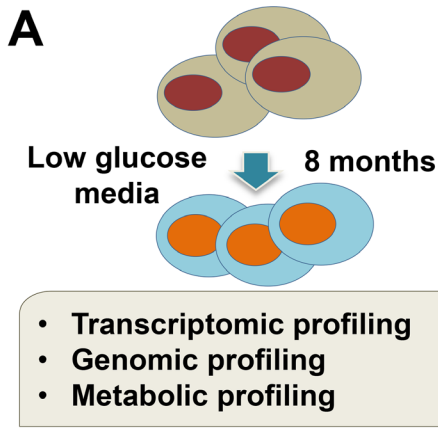 A
Low glucose
media
8 months
• Transcriptomic profiling
• Genomic profiling
• Metabolic profiling